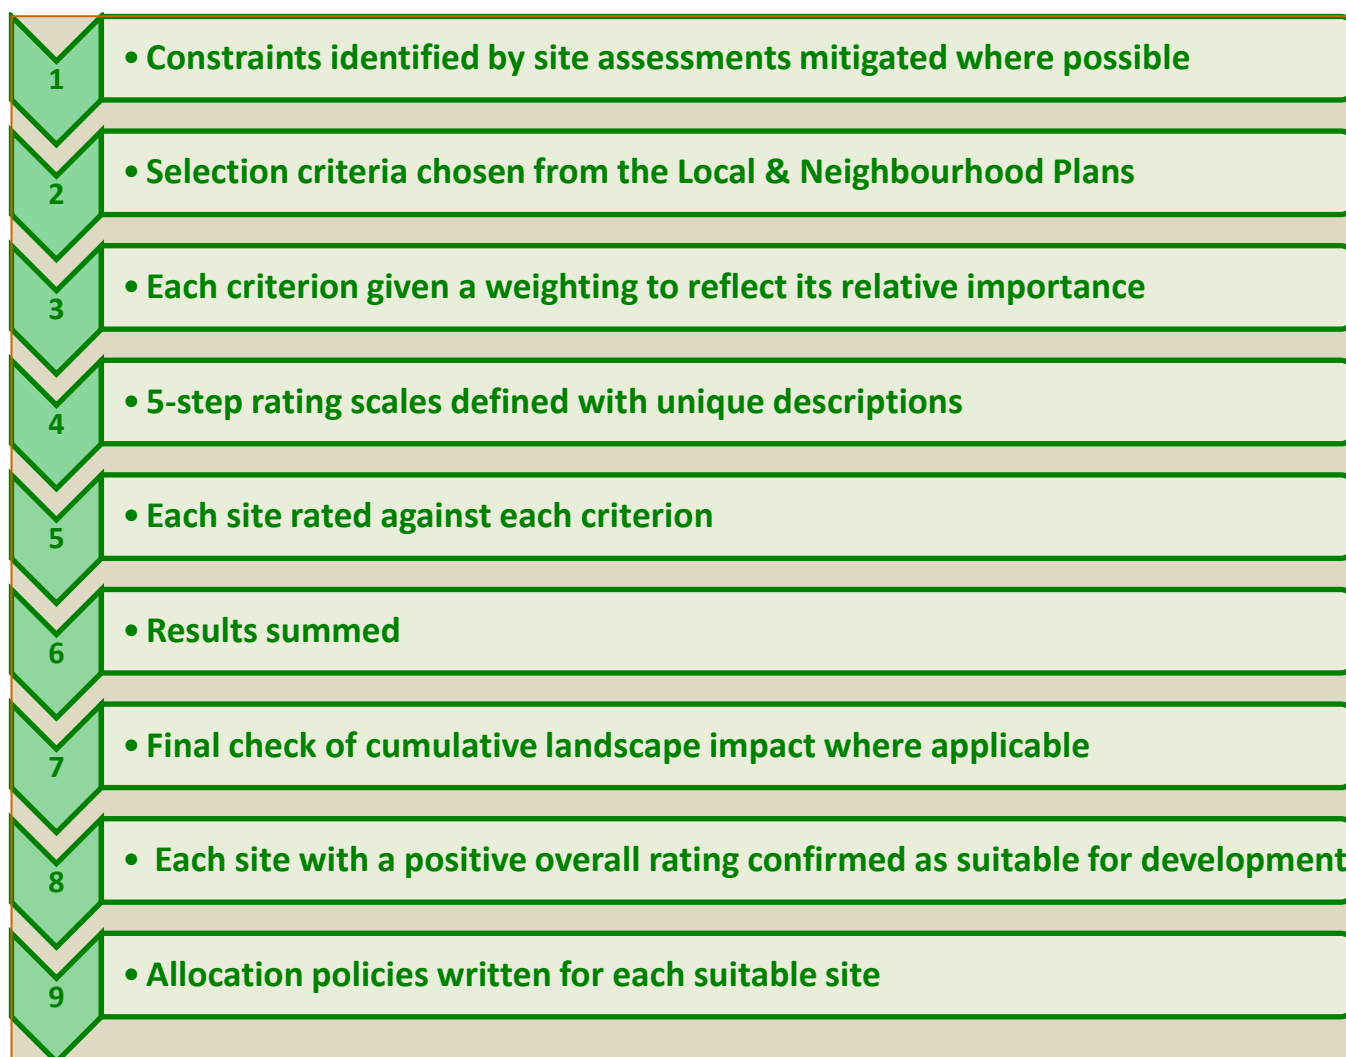 1
• Constraints identified by site assessments mitigated where possible
2
• Selection criteria chosen from the Local & Neighbourhood Plans
3
• Each criterion given a weighting to reflect its relative importance
4
• 5-step rating scales defined with unique descriptions
5
• Each site rated against each criterion
6
• Results summed
7
• Final check of cumulative landscape impact where applicable
8
• Each site with a positive overall rating confirmed as suitable for development
9
• Allocation policies written for each suitable site